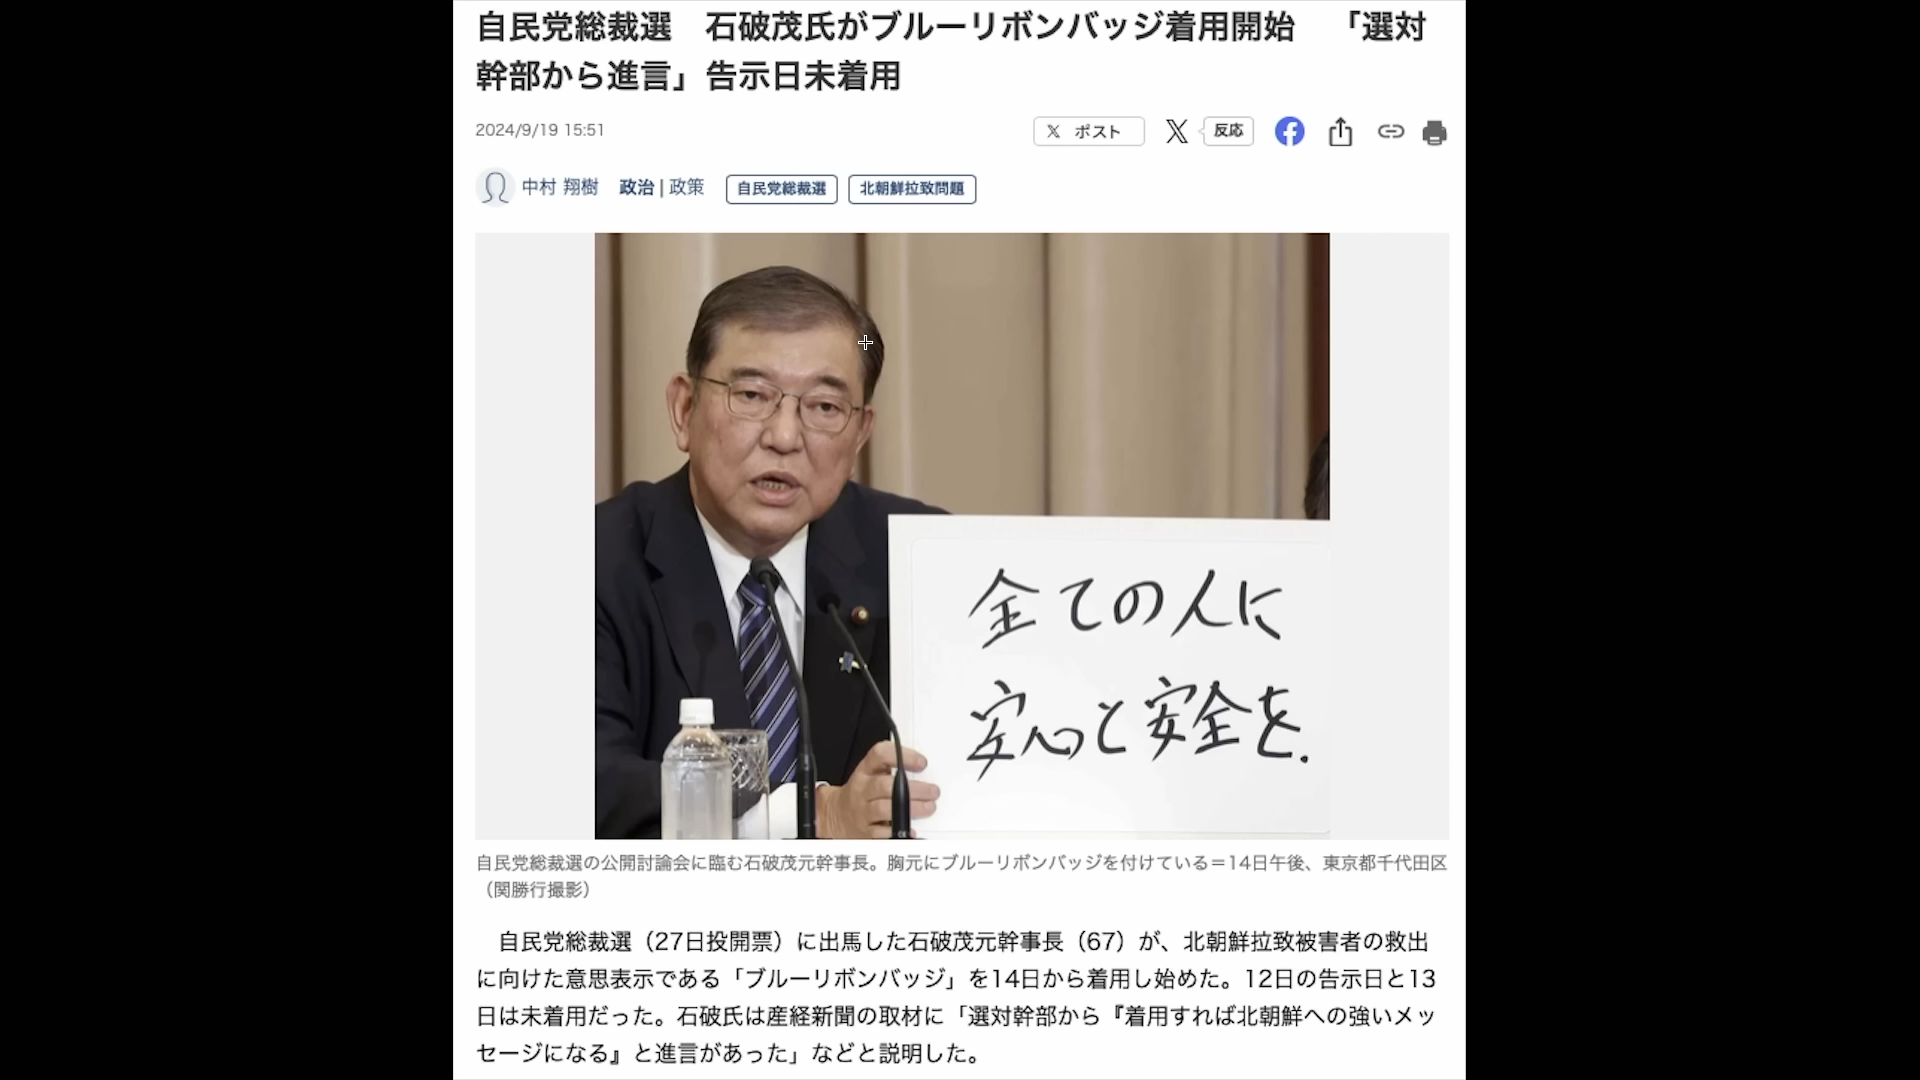 自民党総裁選　石破茂氏がブルーリボンバッジ着用開始　「選対
幹部から進言」告示日未着用
2024/9/19 15:51
ポスト
反応
中村 翔樹
政治 | 政策
自民党総裁選
北朝鮮拉致問題
全ての人に
安心と安全を.
自民党総裁選の公開討論会に臨む石破茂元幹事長。胸元にブルーリボンバッジを付けている＝14日午後、東京都千代田区
（関勝行撮影）
自民党総裁選（27日投開票）に出馬した石破茂元幹事長（67）が、北朝鮮拉致被害者の救出
に向けた意思表示である「ブルーリボンバッジ」を14日から着用し始めた。12日の告示日と13
日は未着用だった。石破氏は産経新聞の取材に「選対幹部から『着用すれば北朝鮮への強いメッ
セージになる』と進言があった」などと説明した。